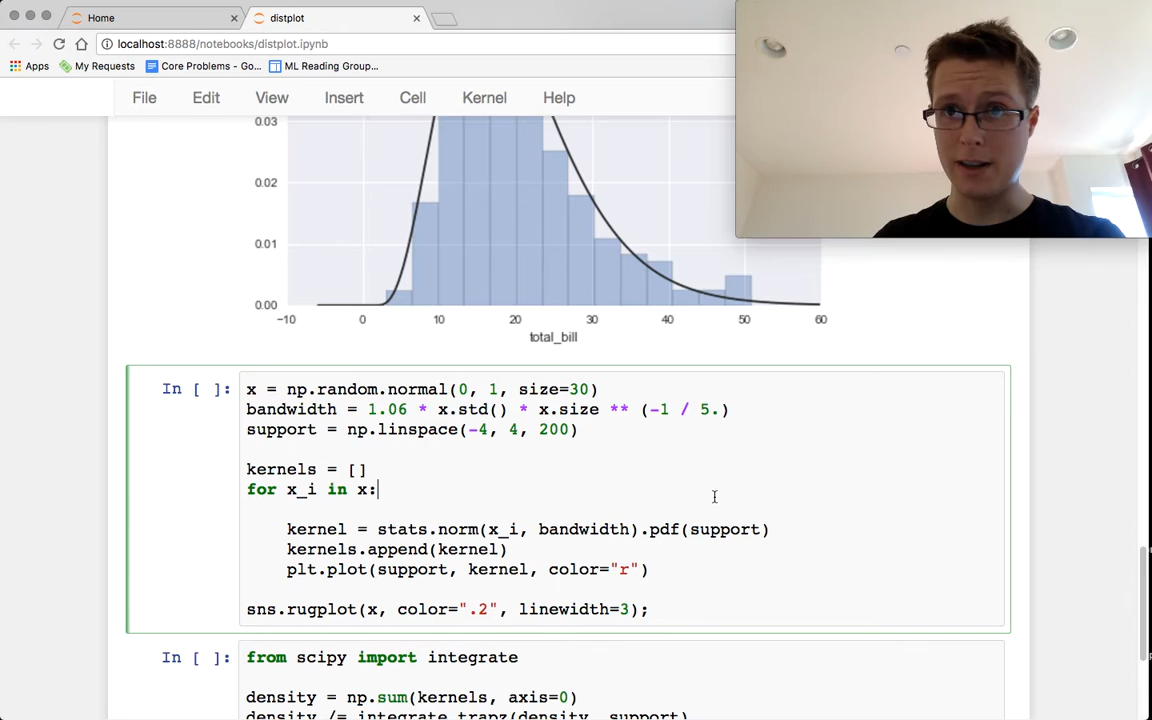 Home
distplot
localhost:8888/notebooks/distplot.ipynb
Apps My Requests Core Problems - Go... ML Reading Group...
File Edit View Insert Cell Kernel Help
0.03
0.02
0.01
0.00
-10 0 10 20 30 40 50 60
total_bill
In [ ]: x = np.random.normal(0, 1, size=30)
bandwidth = 1.06 * x.std() * x.size ** (-1 / 5.)
support = np.linspace(-4, 4, 200)
kernels = []
for x_i in x:
kernel = stats.norm(x_i, bandwidth).pdf(support)
kernels.append(kernel)
plt.plot(support, kernel, color="r")
sns.rugplot(x, color=".2", linewidth=3);
In [ ]: from scipy import integrate
density = np.sum(kernels, axis=0)
density /= integrate.trapz(density, support)